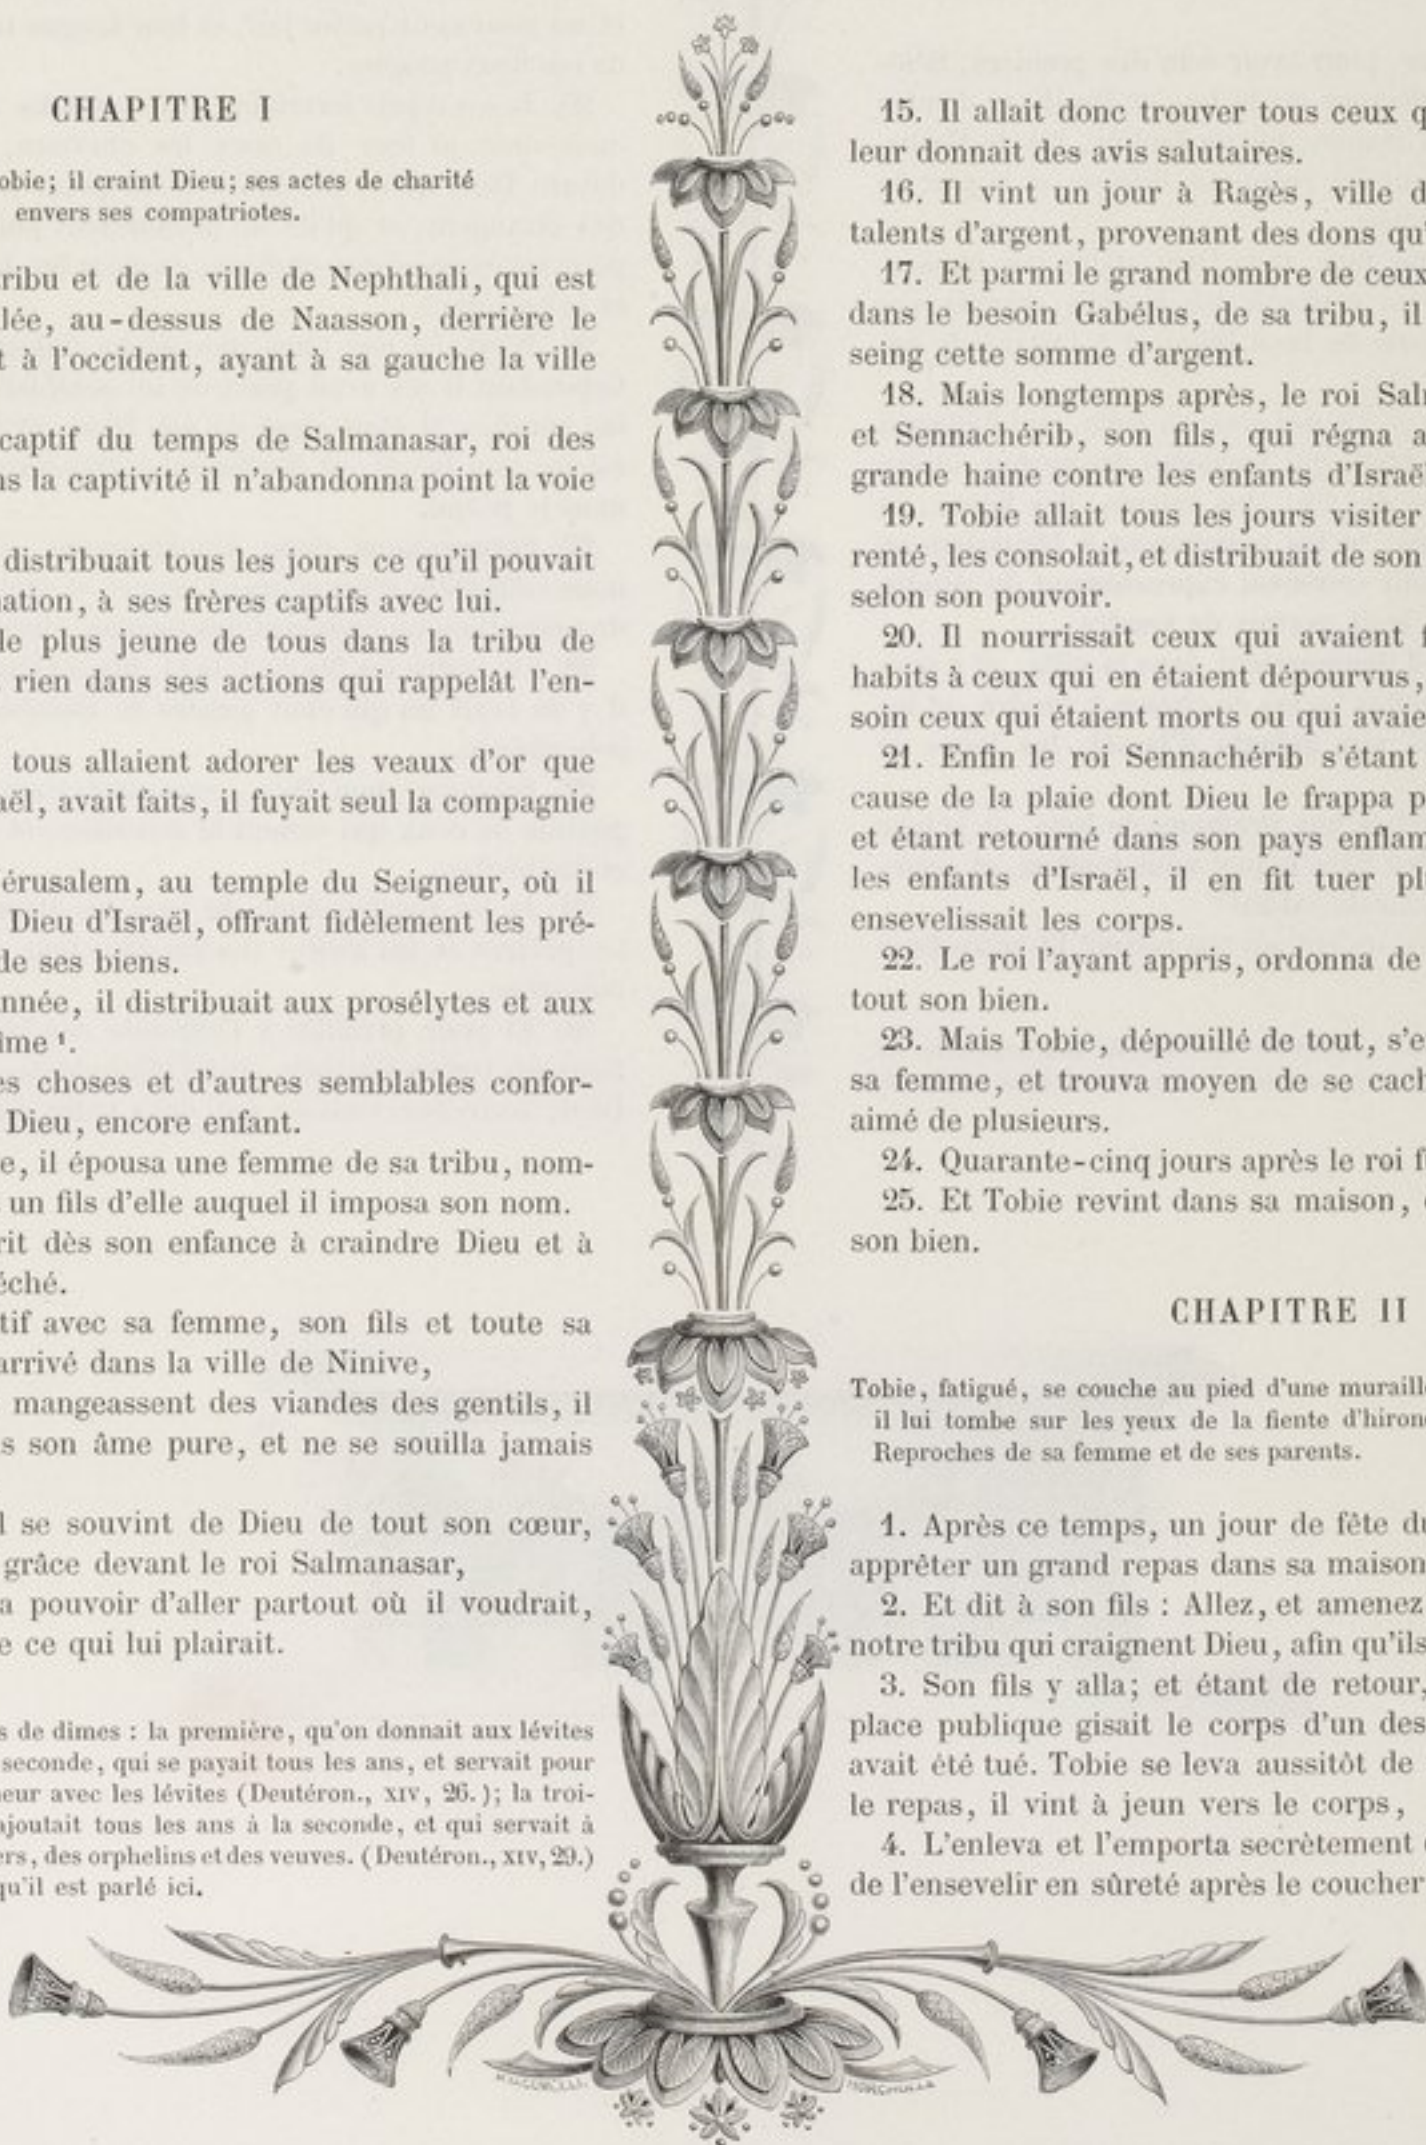 CHAPITRE I
obie; il craint Dieu; ses actes de charité
envers ses compatriotes.
ribu et de la ville de Nephthali, qui est
lée, au-dessus de Naasson, derrière le
t à l'occident, ayant à sa gauche la ville
captif du temps de Salmanasar, roi des
ns la captivité il n'abandonna point la voie
distribuait tous les jours ce qu'il pouvait
nation, à ses frères captifs avec lui.
le plus jeune de tous dans la tribu de
rien dans ses actions qui rappelât l'en-
tous allaient adorer les veaux d'or que
aël, avait faits, il fuyait seul la compagnie
érusalem, au temple du Seigneur, où il
Dieu d'Israël, offrant fidèlement les pré-
de ses biens.
nnée, il distribuait aux prosélytes et aux
îme ¹.
es choses et d'autres semblables confor-
Dieu, encore enfant.
e, il épousa une femme de sa tribu, nom-
un fils d'elle auquel il imposa son nom.
rit dès son enfance à craindre Dieu et à
éché.
tif avec sa femme, son fils et toute sa
arrivé dans la ville de Ninive,
mangeassent des viandes des gentils, il
s son âme pure, et ne se souilla jamais
l se souvint de Dieu de tout son cœur,
grâce devant le roi Salmanasar,
a pouvoir d'aller partout où il voudrait,
e ce qui lui plairait.
s de dîmes : la première, qu'on donnait aux lévites
seconde, qui se payait tous les ans, et servait pour
neur avec les lévites (Deutéron., XIV, 26.); la troi-
ajoutait tous les ans à la seconde, et qui servait à
ers, des orphelins et des veuves. (Deutéron., XIV, 29.)
qu'il est parlé ici.
15. Il allait donc trouver tous ceux q
leur donnait des avis salutaires.
16. Il vint un jour à Ragès, ville d
talents d'argent, provenant des dons qu'
17. Et parmi le grand nombre de ceux
dans le besoin Gabélus, de sa tribu, il
seing cette somme d'argent.
18. Mais longtemps après, le roi Salm
et Sennachérib, son fils, qui régna a
grande haine contre les enfants d'Israë
19. Tobie allait tous les jours visiter
renté, les consolait, et distribuait de son
selon son pouvoir.
20. Il nourrissait ceux qui avaient f
habits à ceux qui en étaient dépourvus,
soin ceux qui étaient morts ou qui avaie
21. Enfin le roi Sennachérib s'étant
cause de la plaie dont Dieu le frappa p
et étant retourné dans son pays enflam
les enfants d'Israël, il en fit tuer pl
ensevelissait les corps.
22. Le roi l'ayant appris, ordonna de
tout son bien.
23. Mais Tobie, dépouillé de tout, s'e
sa femme, et trouva moyen de se cach
aimé de plusieurs.
24. Quarante-cinq jours après le roi f
25. Et Tobie revint dans sa maison,
son bien.
CHAPITRE II
Tobie, fatigué, se couche au pied d'une muraille
il lui tombe sur les yeux de la fiente d'hiron
Reproches de sa femme et de ses parents.
1. Après ce temps, un jour de fête du
apprêter un grand repas dans sa maison
2. Et dit à son fils : Allez, et amenez
notre tribu qui craignent Dieu, afin qu'ils
3. Son fils y alla; et étant de retour,
place publique gisait le corps d'un des
avait été tué. Tobie se leva aussitôt de
le repas, il vint à jeun vers le corps,
4. L'enleva et l'emporta secrètement
de l'ensevelir en sûreté après le coucher